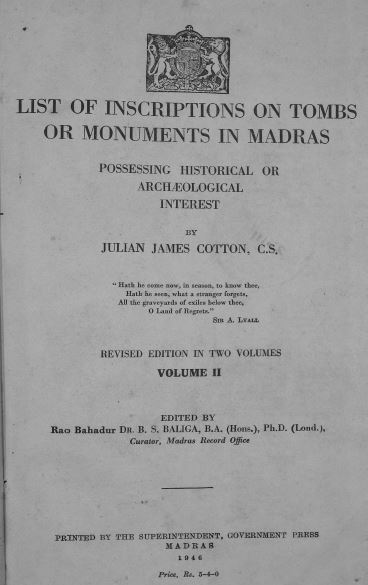 LIST OF INSCRIPTIONS ON TOMBS
OR MONUMENTS IN MADRAS
POSSESSING HISTORICAL OR
ARCHÆOLOGICAL
INTEREST
BY
JULIAN JAMES COTTON, C.S.
"Hath he come now, in season, to know thee,
Hath he seen, what a stranger forgets,
All the graveyards of exiles below thee,
O Land of Regrets."
SIR A. LYALL
REVISED EDITION IN TWO VOLUMES
VOLUME II
EDITED BY
Rao Bahadur DR. B. S. BALIGA, B.A. (Hons.), Ph.D. (Lond.),
Curator, Madras Record Office
PRINTED BY THE SUPERINTENDENT, GOVERNMENT PRESS
MADRAS
1946
Price, Rs. 5-4-0